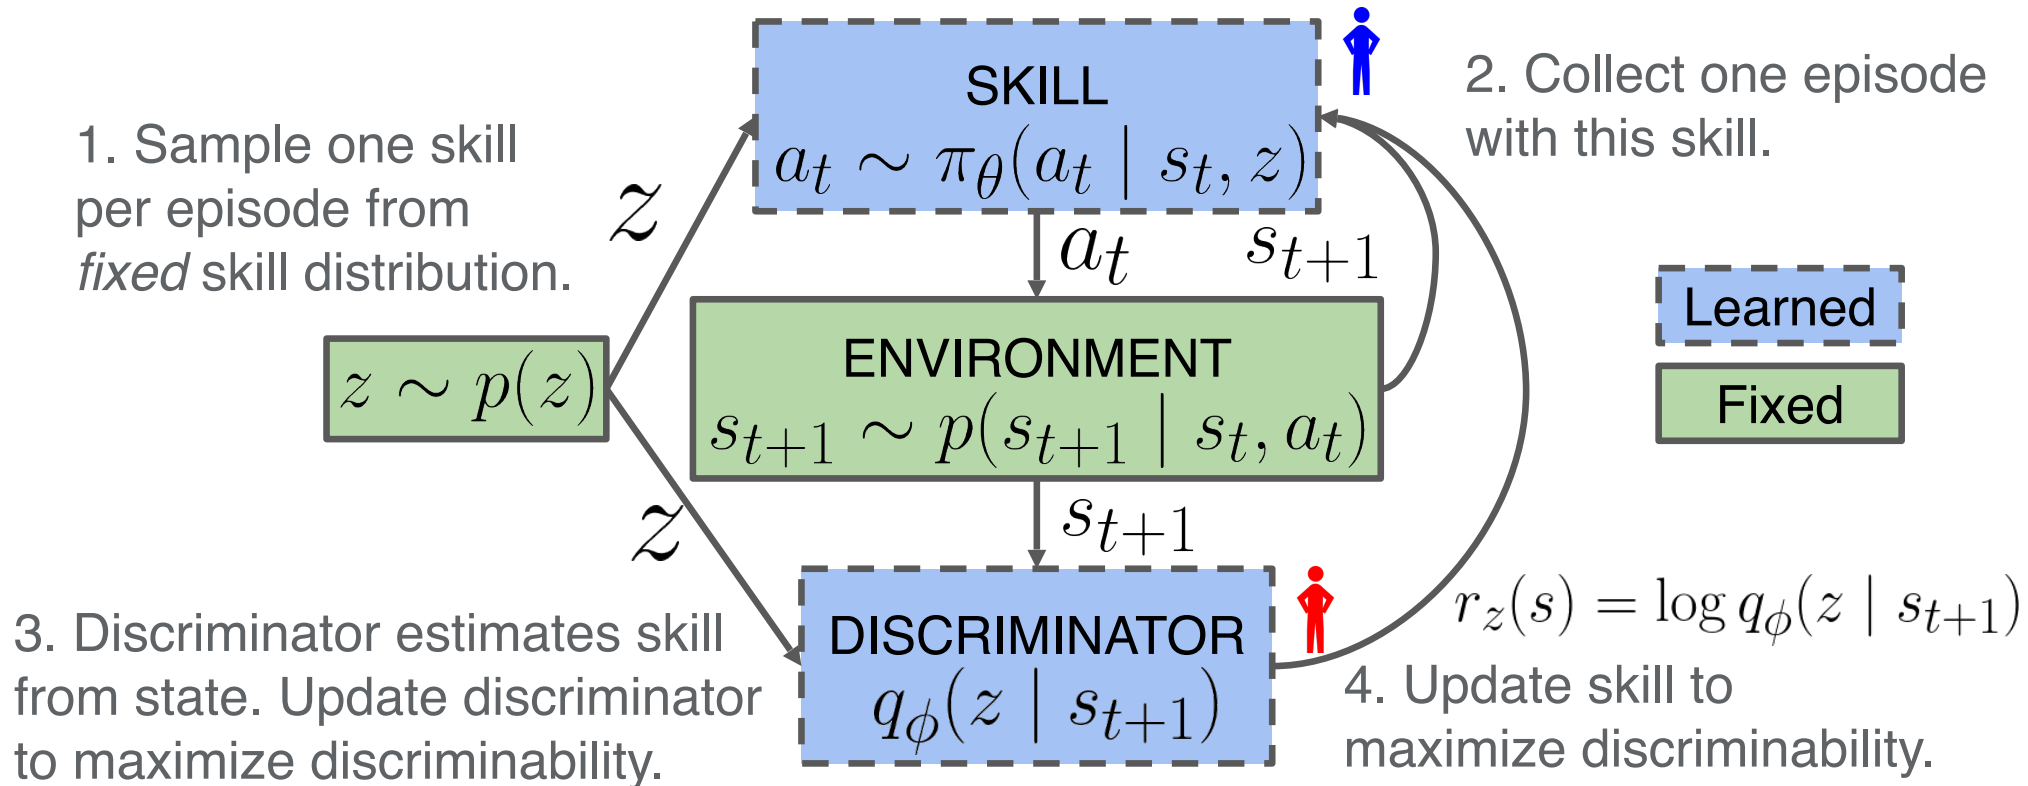 1. Sample one skill
per episode from
fixed skill distribution.
z
z ∼ p(z)
z
SKILL
a_t ∼ π_θ(a_t | s_t, z)
a_t
s_{t+1}
2. Collect one episode
with this skill.
ENVIRONMENT
s_{t+1} ∼ p(s_{t+1} | s_t, a_t)
s_{t+1}
Learned
Fixed
3. Discriminator estimates skill
from state. Update discriminator
to maximize discriminability.
DISCRIMINATOR
q_ϕ(z | s_{t+1})
r_z(s) = log q_ϕ(z | s_{t+1})
4. Update skill to
maximize discriminability.